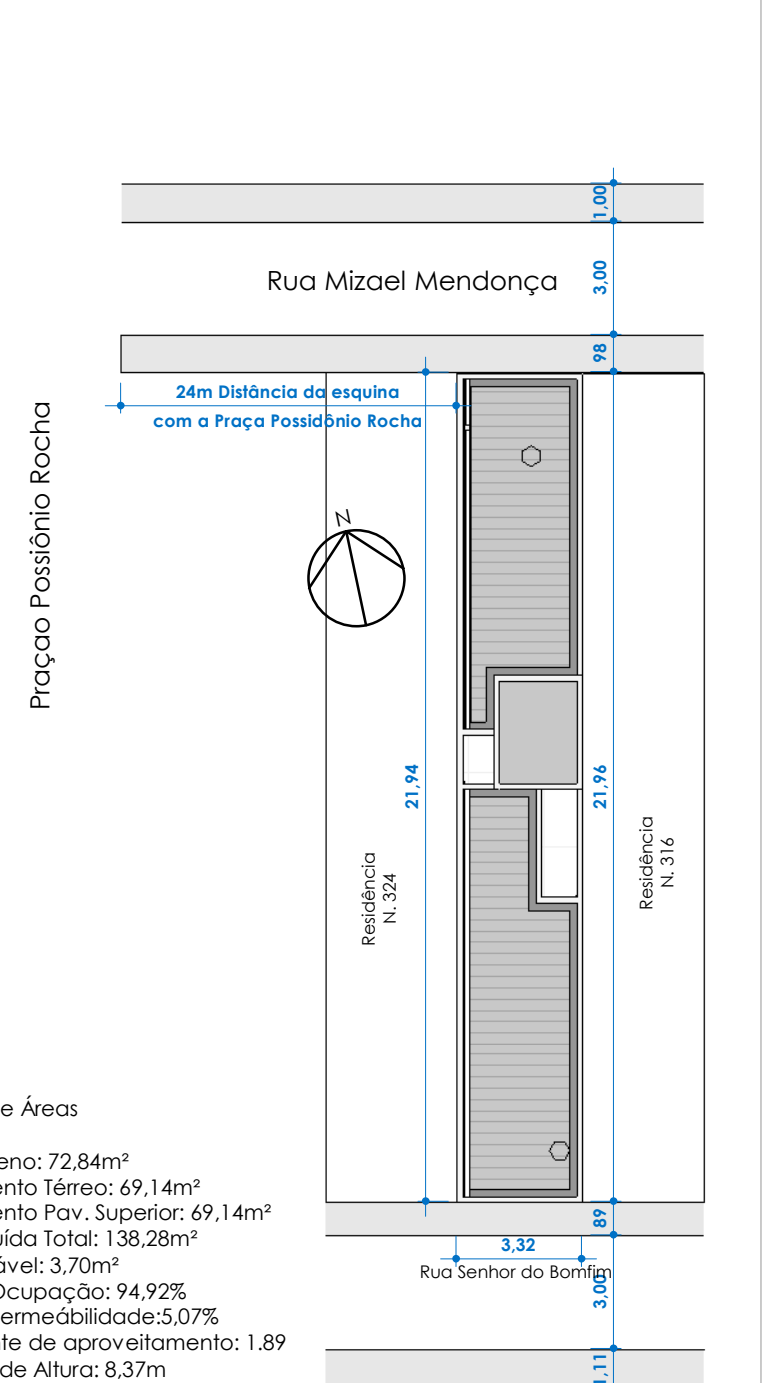 1,00
Rua Mizael Mendonça
3,00
98
24m Distância da esquina
com a Praça Possidônio Rocha
Praçao Possiônio Rocha
N
21,94
21,96
Residência
N. 324
Residência
N. 316
e Áreas
eno: 72,84m²
ento Térreo: 69,14m²
ento Pav. Superior: 69,14m²
uída Total: 138,28m²
ável: 3,70m²
Ocupação: 94,92%
ermeábilidade:5,07%
nte de aproveitamento: 1.89
de Altura: 8,37m
89
3,32
Rua Senhor do Bomfim
3,00
1,11